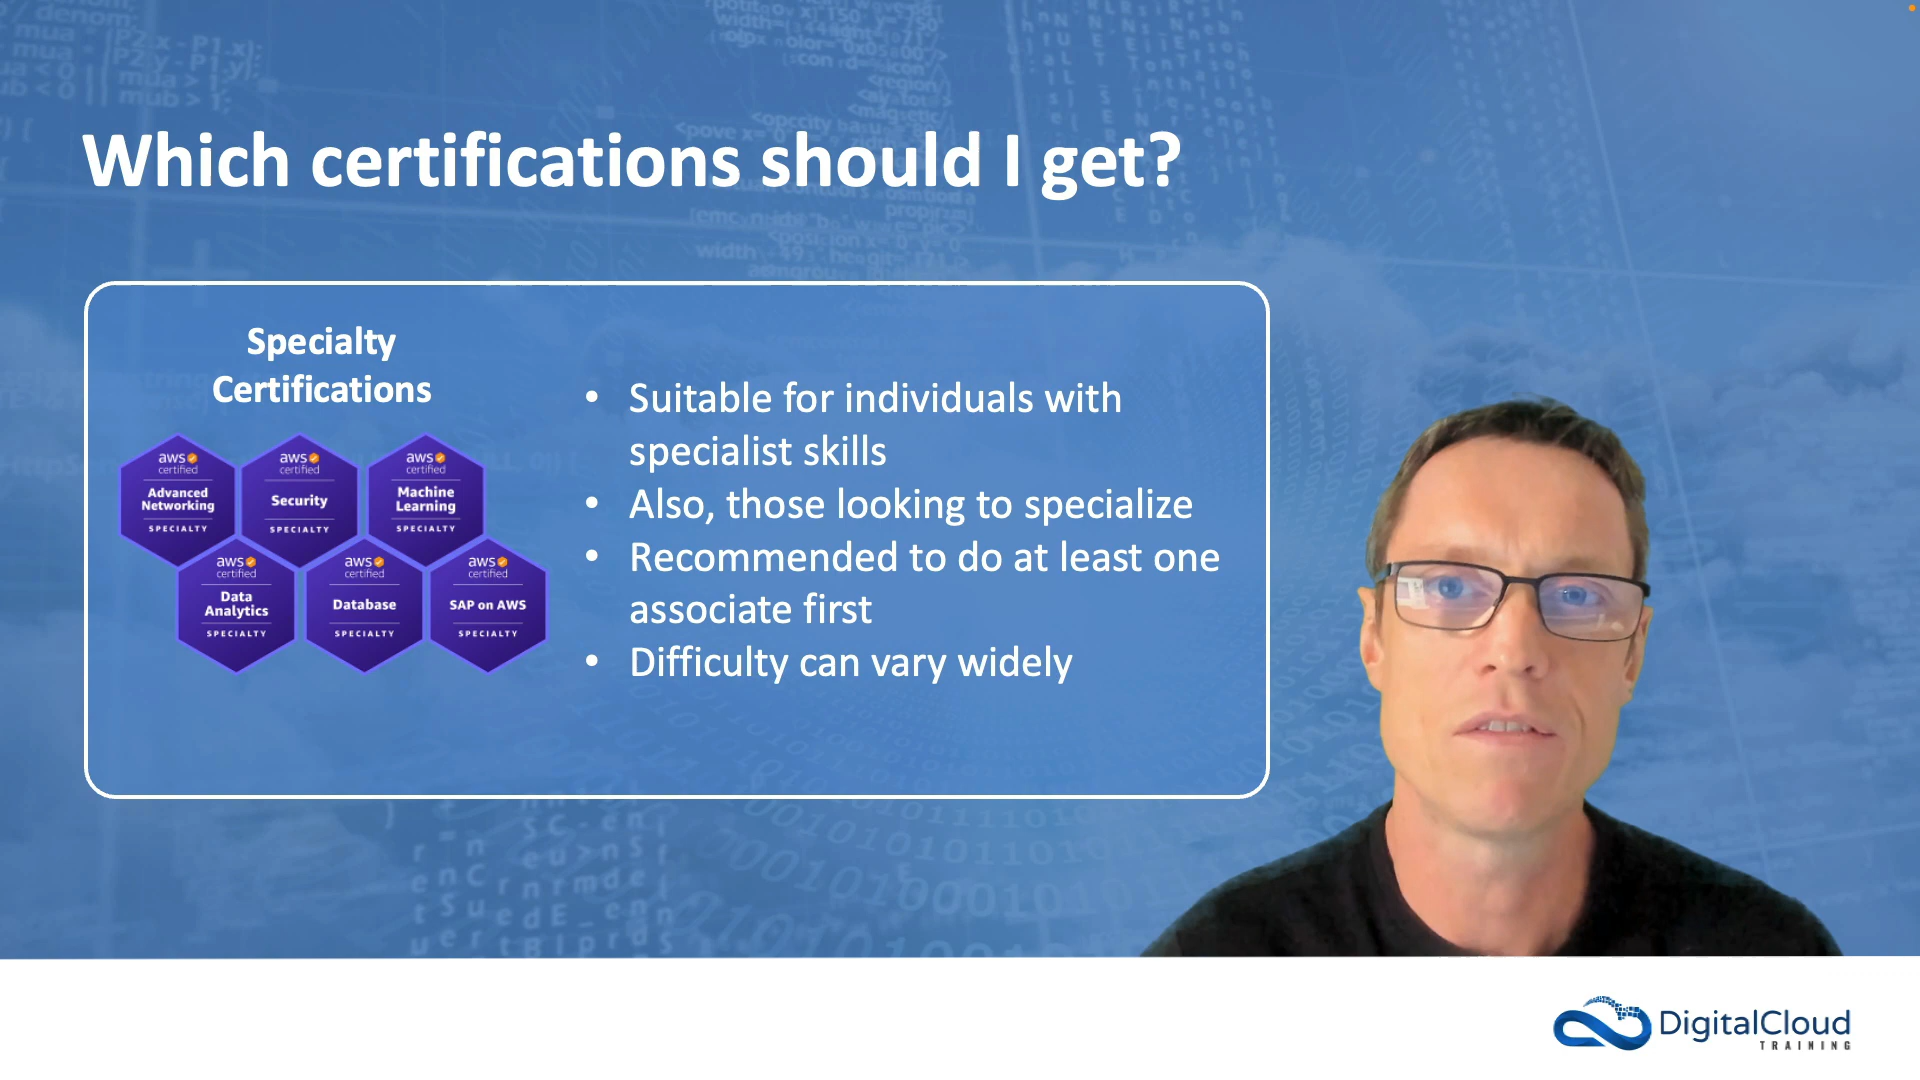 Which certifications should I get?
Specialty
Certifications
aws
certified
Advanced
Networking
SPECIALTY
aws
certified
Security
SPECIALTY
aws
certified
Machine
Learning
SPECIALTY
aws
certified
Data
Analytics
SPECIALTY
aws
certified
Database
SPECIALTY
aws
certified
SAP on AWS
SPECIALTY
• Suitable for individuals with
specialist skills
• Also, those looking to specialize
• Recommended to do at least one
associate first
• Difficulty can vary widely
DigitalCloud
TRAINING